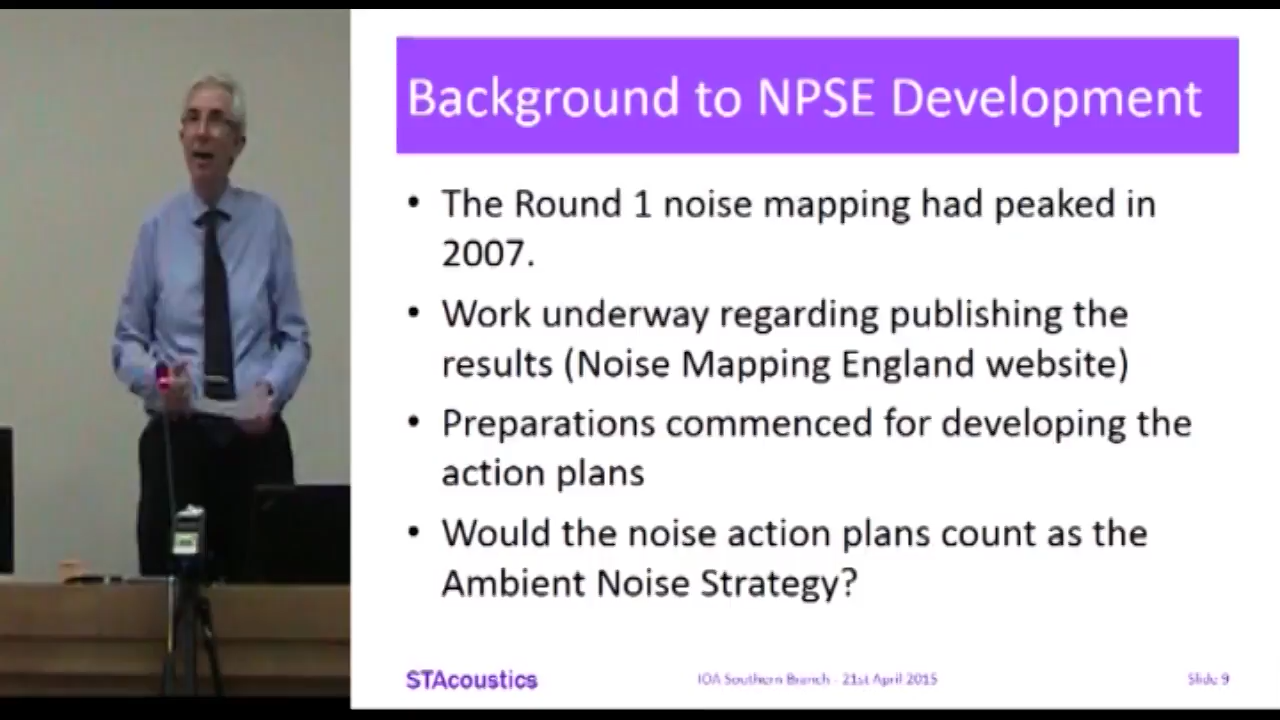 Background to NPSE Development
• The Round 1 noise mapping had peaked in
2007.
• Work underway regarding publishing the
results (Noise Mapping England website)
• Preparations commenced for developing the
action plans
• Would the noise action plans count as the
Ambient Noise Strategy?
STAcoustics
IOA Southern Branch - 21st April 2015
Slide 9